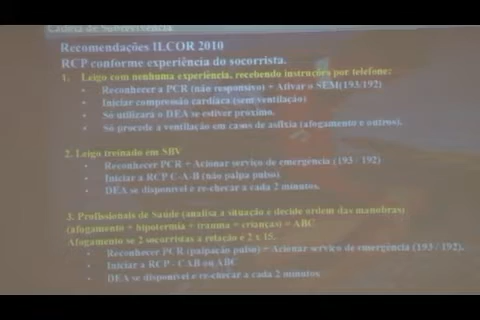 Cadeia de Sobrevivência
Recomendações ILCOR 2010
RCP conforme experiência do socorrista.
1. Leigo com nenhuma experiência, recebendo instruções por telefone:
• Reconhecer a PCR (não responsivo) + Ativar o SEM(193/192)
• Iniciar compressão cardíaca (sem ventilação)
• Só utilizará o DEA se estiver próximo.
• Só procede a ventilação em casos de asfixia (afogamento e outros).
2. Leigo treinado em SBV
• Reconhecer PCR + Acionar serviço de emergência (193 / 192)
• Iniciar a RCP C-A-B (não palpa pulso)
• DEA se disponível e re-checar a cada 2 minutos.
3. Profissionais de Saúde (analisa a situação e decide ordem das manobras)
(afogamento + hipotermia + trauma + crianças) = ABC
Afogamento se 2 socorristas a relação e 2 x 15.
• Reconhecer PCR (palpação pulso) + Acionar serviço de emergência (193 / 192).
• Iniciar a RCP - CAB ou ABC
• DEA se disponível e re-checar a cada 2 minutos